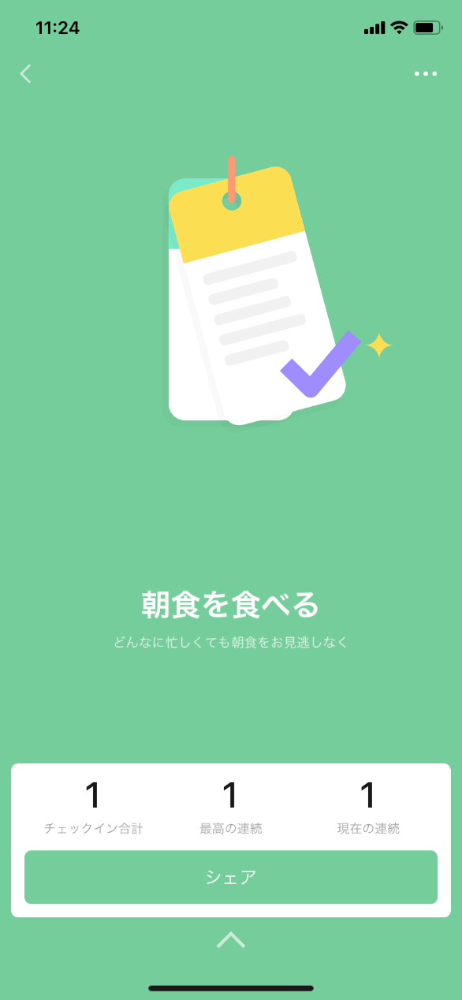 11:24
朝食を食べる
どんなに忙しくても朝食をお見逃しなく
1 1 1
チェックイン合計 最高の連続 現在の連続
シェア